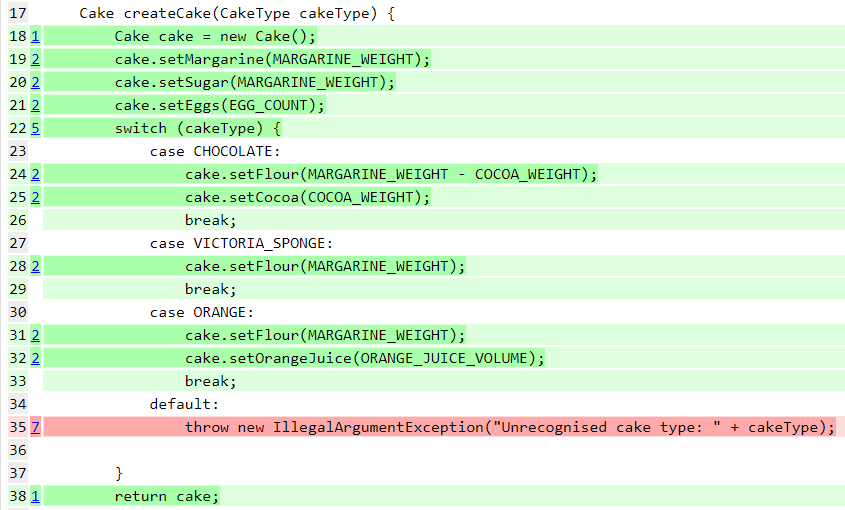 17 Cake createCake(CakeType cakeType) {
18 1 Cake cake = new Cake();
19 2 cake.setMargarine(MARGARINE_WEIGHT);
20 2 cake.setSugar(MARGARINE_WEIGHT);
21 2 cake.setEggs(EGG_COUNT);
22 5 switch (cakeType) {
23 case CHOCOLATE:
24 2 cake.setFlour(MARGARINE_WEIGHT - COCOA_WEIGHT);
25 2 cake.setCocoa(COCOA_WEIGHT);
26 break;
27 case VICTORIA_SPONGE:
28 2 cake.setFlour(MARGARINE_WEIGHT);
29 break;
30 case ORANGE:
31 2 cake.setFlour(MARGARINE_WEIGHT);
32 2 cake.setOrangeJuice(ORANGE_JUICE_VOLUME);
33 break;
34 default:
35 7 throw new IllegalArgumentException("Unrecognised cake type: " + cakeType);
36
37 }
38 1 return cake;